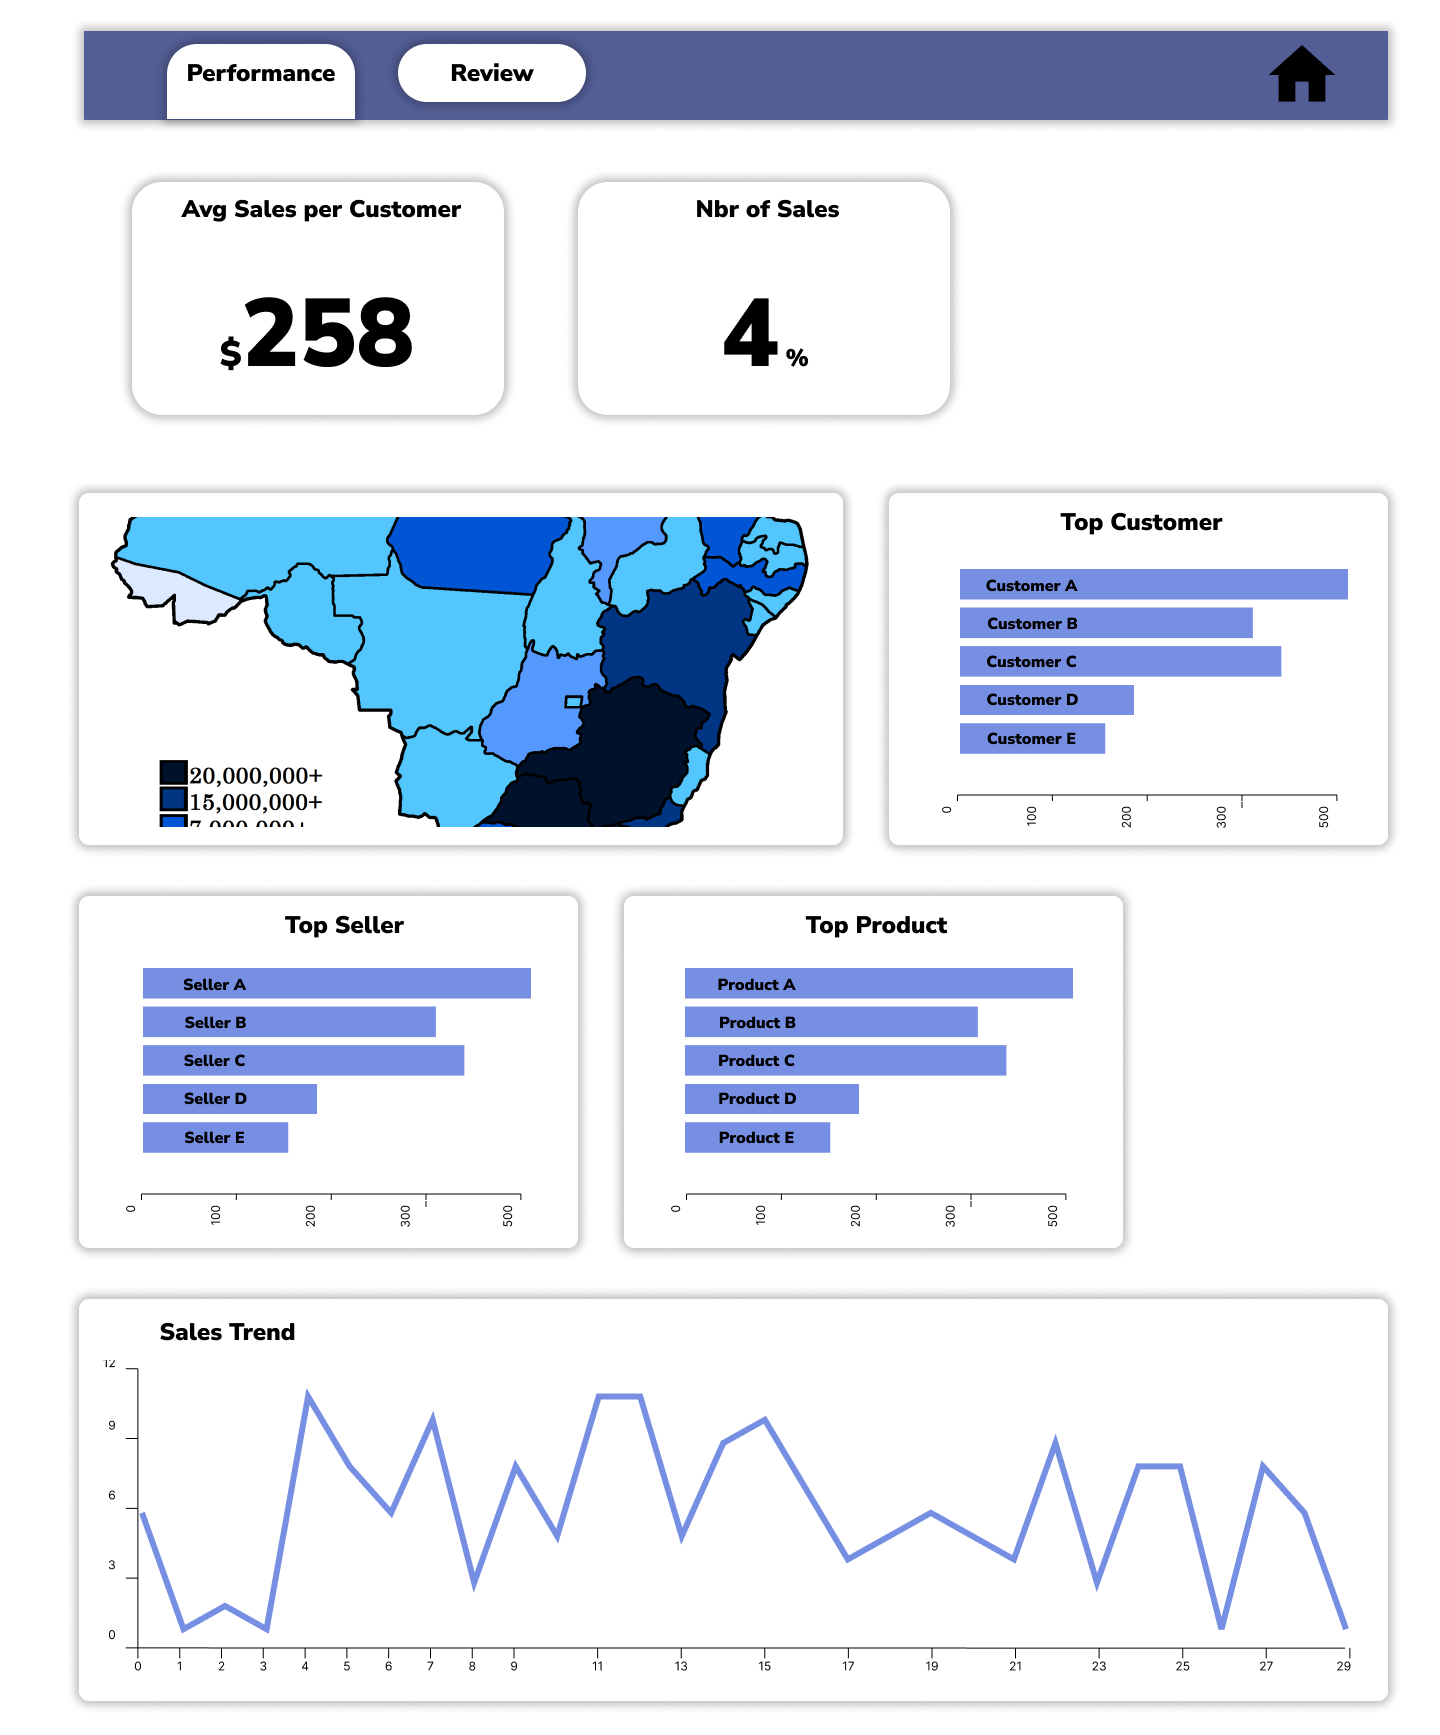 Performance
Review
Avg Sales per Customer
Nbr of Sales
$258
4 %
20,000,000+
15,000,000+
7,000,000+
Top Customer
Customer A
Customer B
Customer C
Customer D
Customer E
0 100 200 300 500
Top Seller
Seller A
Seller B
Seller C
Seller D
Seller E
0 100 200 300 500
Top Product
Product A
Product B
Product C
Product D
Product E
0 100 200 300 500
Sales Trend
12
9
6
3
0
0 1 2 3 4 5 6 7 8 9 11 13 15 17 19 21 23 25 27 29